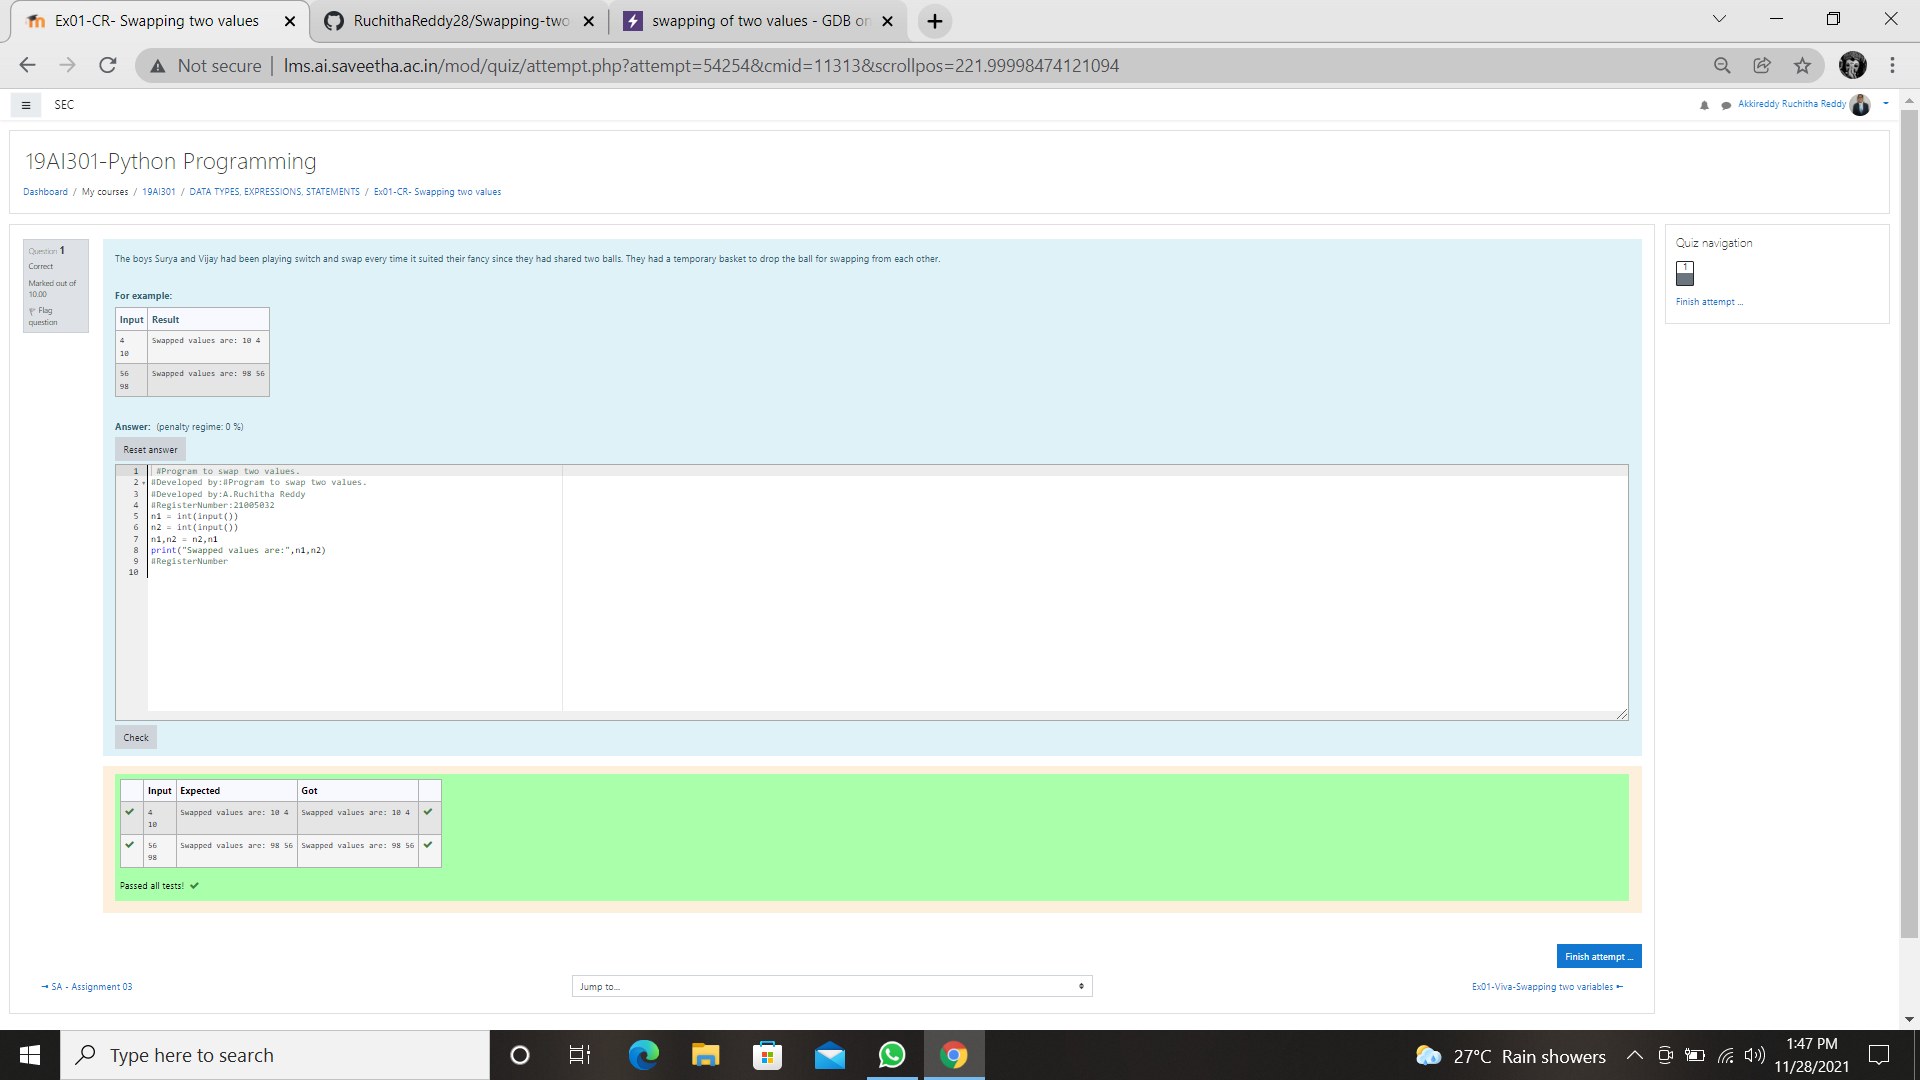 Ex01-CR- Swapping two values
RuchithaReddy28/Swapping-two
swapping of two values - GDB on
Not secure | lms.ai.saveetha.ac.in/mod/quiz/attempt.php?attempt=54254&cmid=11313&scrollpos=221.99998474121094
SEC
Akkireddy Ruchitha Reddy
19AI301-Python Programming
Dashboard / My courses / 19AI301 / DATA TYPES, EXPRESSIONS, STATEMENTS / Ex01-CR- Swapping two values
Question 1
Correct
Marked out of
10.00
Flag
question
The boys Surya and Vijay had been playing switch and swap every time it suited their fancy since they had shared two balls. They had a temporary basket to drop the ball for swapping from each other.
For example:
Input Result
4 Swapped values are: 10 4
10
56 Swapped values are: 98 56
98
Answer: (penalty regime: 0 %)
Reset answer
1 #Program to swap two values.
2 #Developed by:#Program to swap two values.
3 #Developed by:A.Ruchitha Reddy
4 #RegisterNumber:21005032
5 n1 = int(input())
6 n2 = int(input())
7 n1,n2 = n2,n1
8 print("Swapped values are:",n1,n2)
9 #RegisterNumber
10
Check
Input Expected Got
4 Swapped values are: 10 4 Swapped values are: 10 4
10
56 Swapped values are: 98 56 Swapped values are: 98 56
98
Passed all tests!
Quiz navigation
1
Finish attempt ...
Finish attempt ...
SA - Assignment 03
Jump to...
Ex01-Viva-Swapping two variables
Type here to search
27°C Rain showers
1:47 PM
11/28/2021